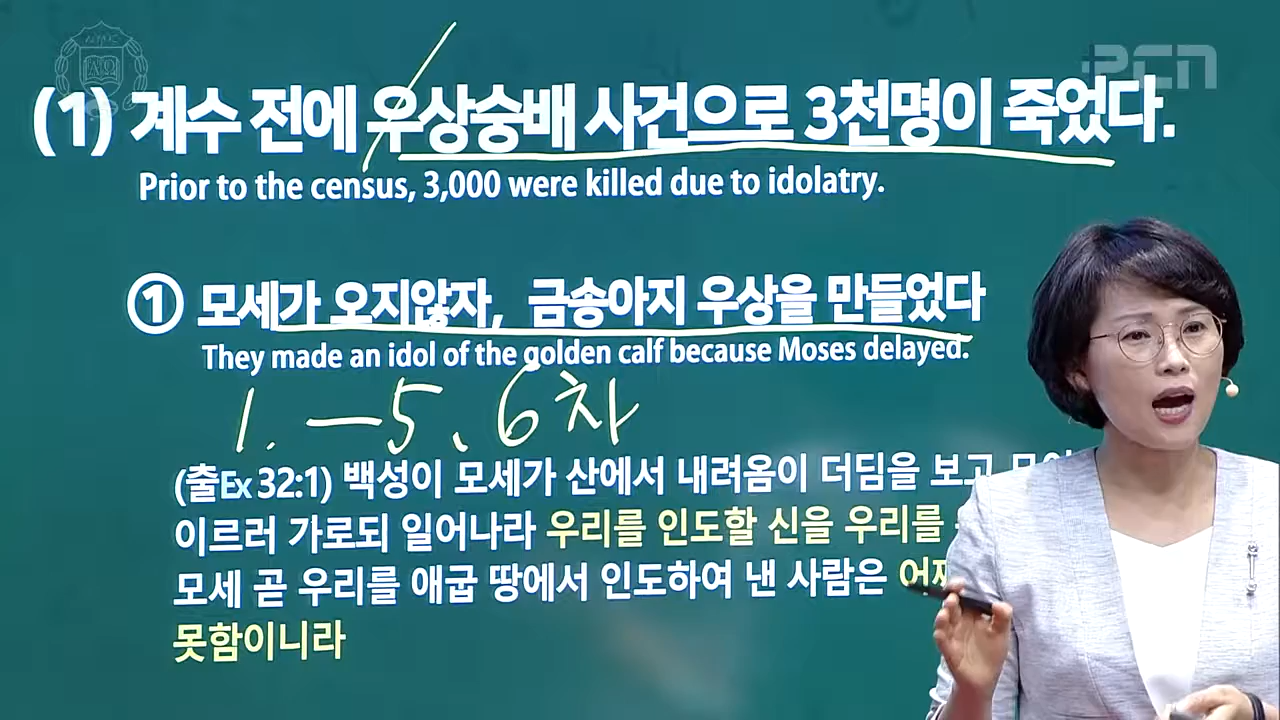 PCN
(1) 계수 전에 우상숭배 사건으로 3천명이 죽었다.
Prior to the census, 3,000 were killed due to idolatry.
① 모세가 오지않자, 금송아지 우상을 만들었다
They made an idol of the golden calf because Moses delayed.
1. -5, 6차
(출Ex 32:1) 백성이 모세가 산에서 내려옴이 더딤을 보고
이르러 가로되 일어나라 우리를 인도할 신을 우리를
모세 곧 우리를 애굽 땅에서 인도하여 낸 사람은
못함이니라